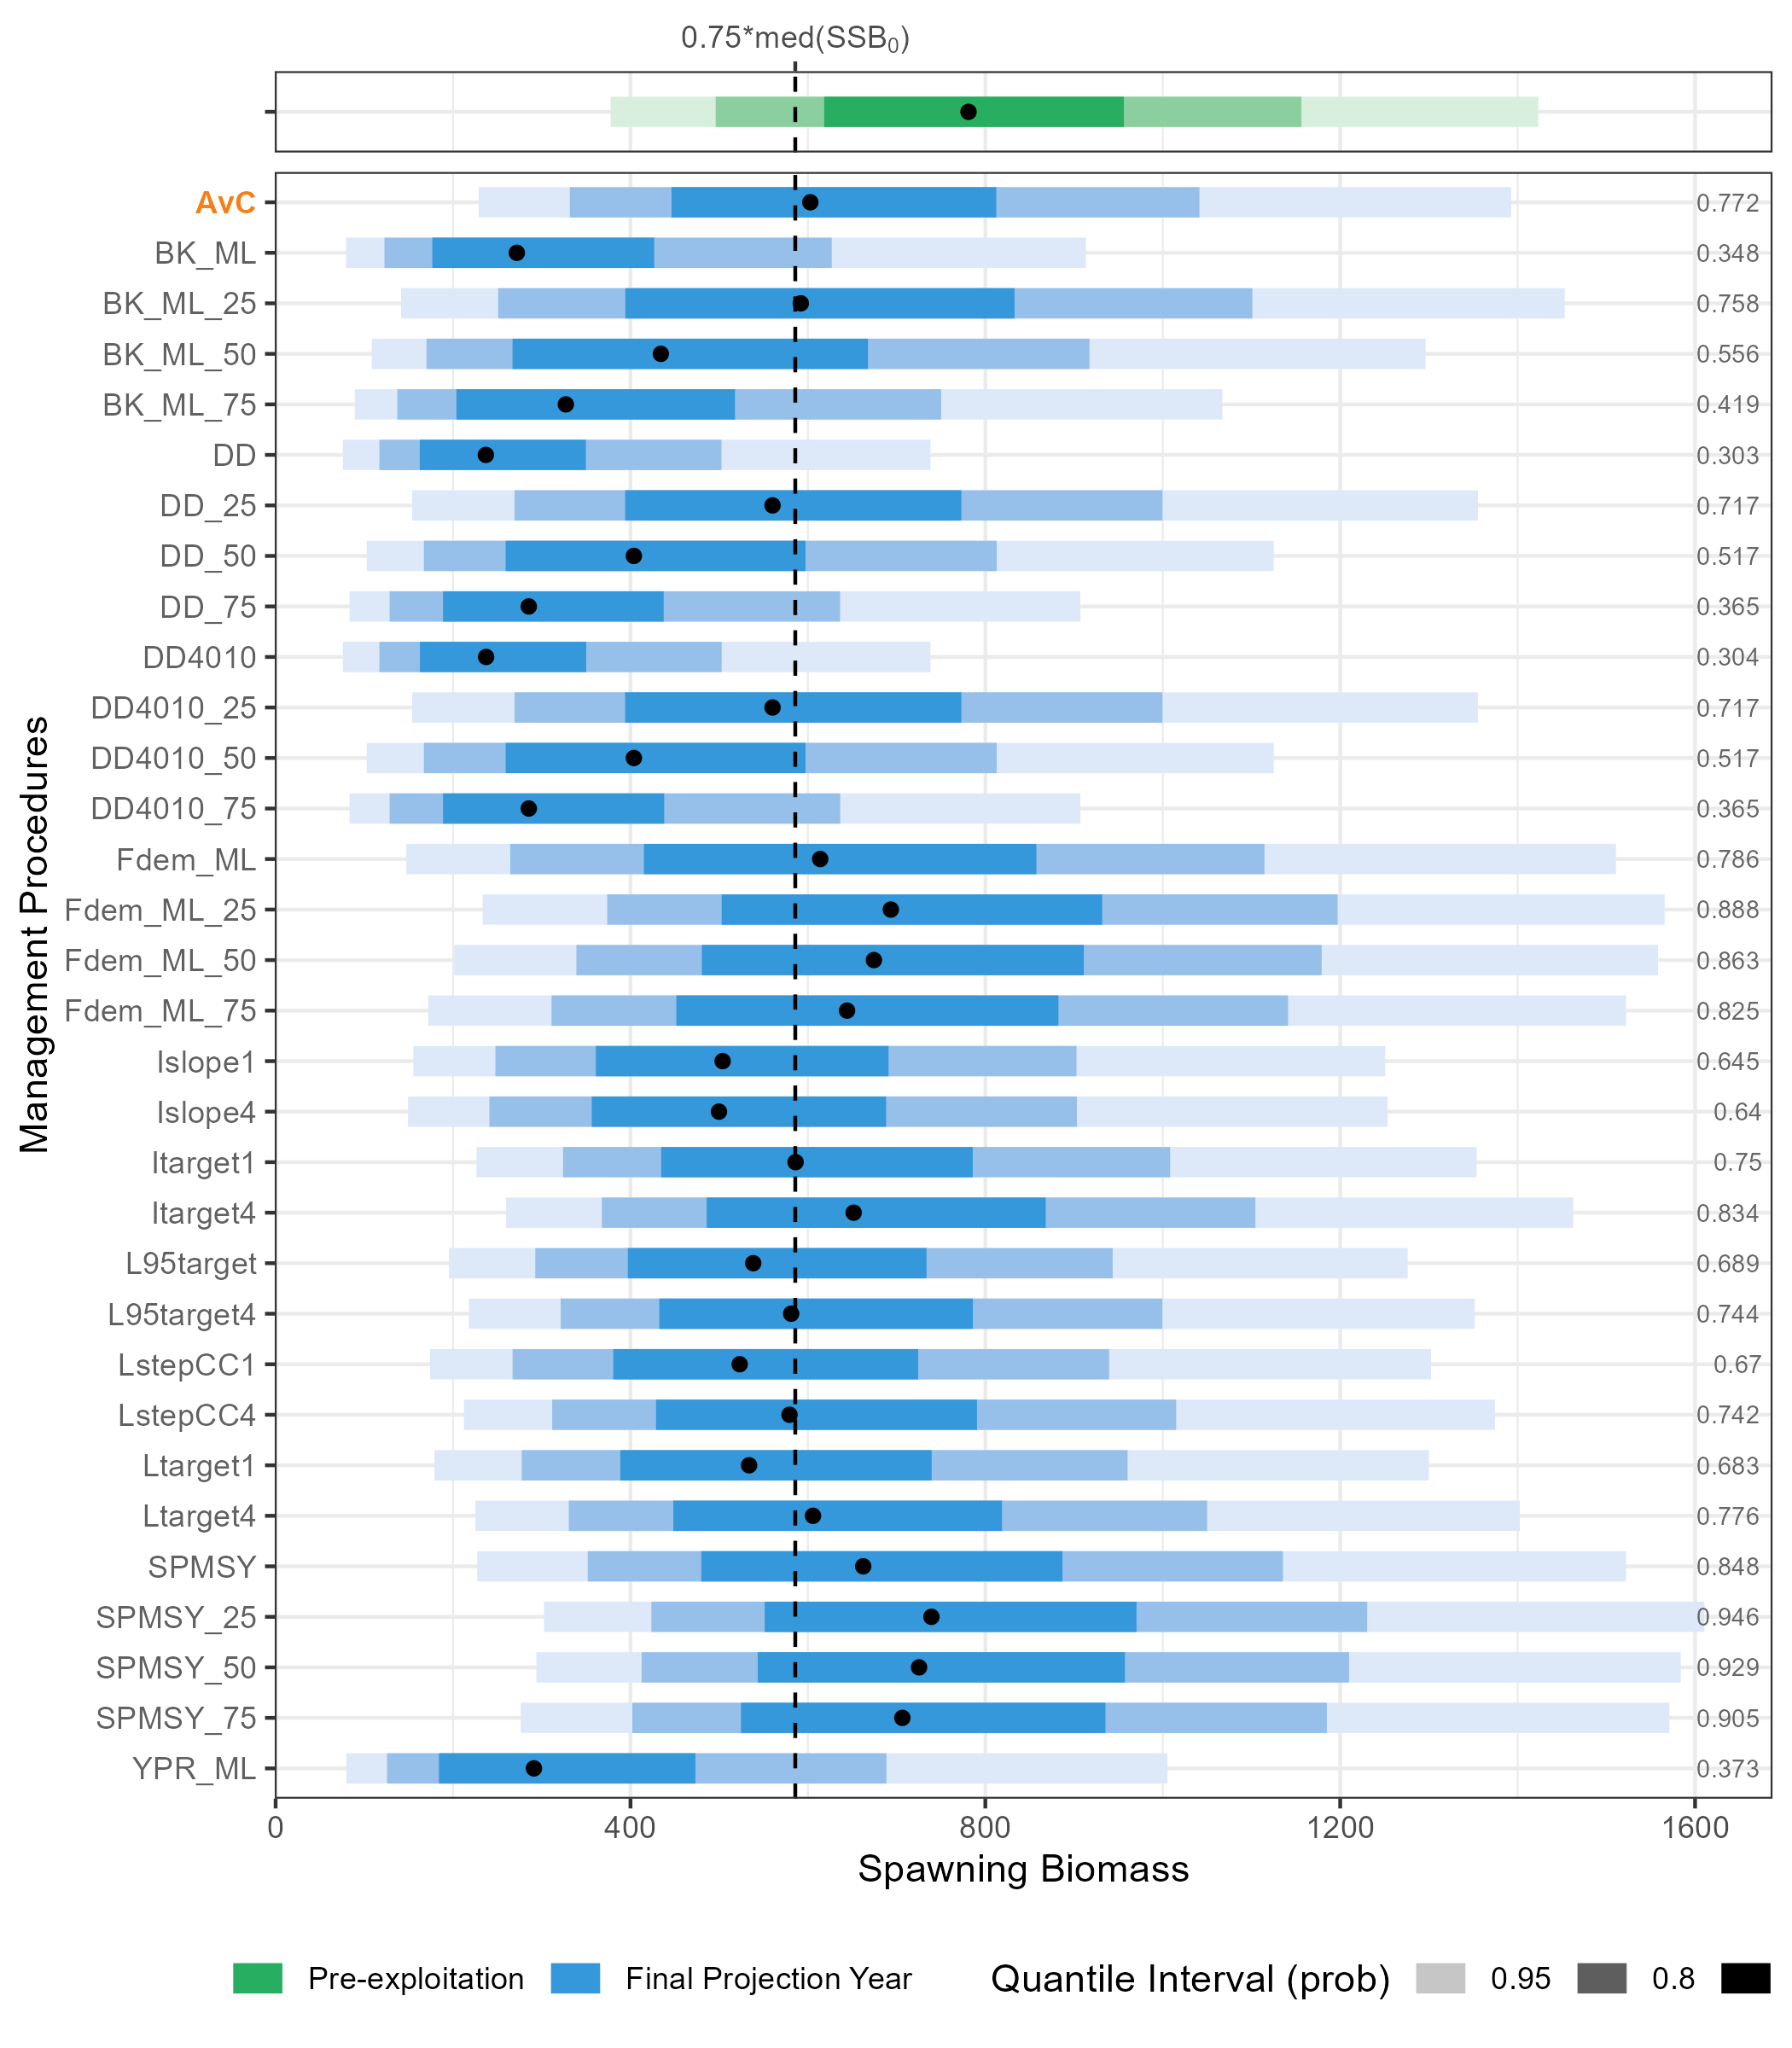 0.75*med(SSB₀)
AvC 0.772
BK_ML 0.348
BK_ML_25 0.758
BK_ML_50 0.556
BK_ML_75 0.419
DD 0.303
DD_25 0.717
DD_50 0.517
DD_75 0.365
DD4010 0.304
DD4010_25 0.717
DD4010_50 0.517
DD4010_75 0.365
Fdem_ML 0.786
Fdem_ML_25 0.888
Fdem_ML_50 0.863
Fdem_ML_75 0.825
Islope1 0.645
Islope4 0.64
Itarget1 0.75
Itarget4 0.834
L95target 0.689
L95target4 0.744
LstepCC1 0.67
LstepCC4 0.742
Ltarget1 0.683
Ltarget4 0.776
SPMSY 0.848
SPMSY_25 0.946
SPMSY_50 0.929
SPMSY_75 0.905
YPR_ML 0.373
Management Procedures
0 400 800 1200 1600
Spawning Biomass
Pre-exploitation Final Projection Year Quantile Interval (prob) 0.95 0.8